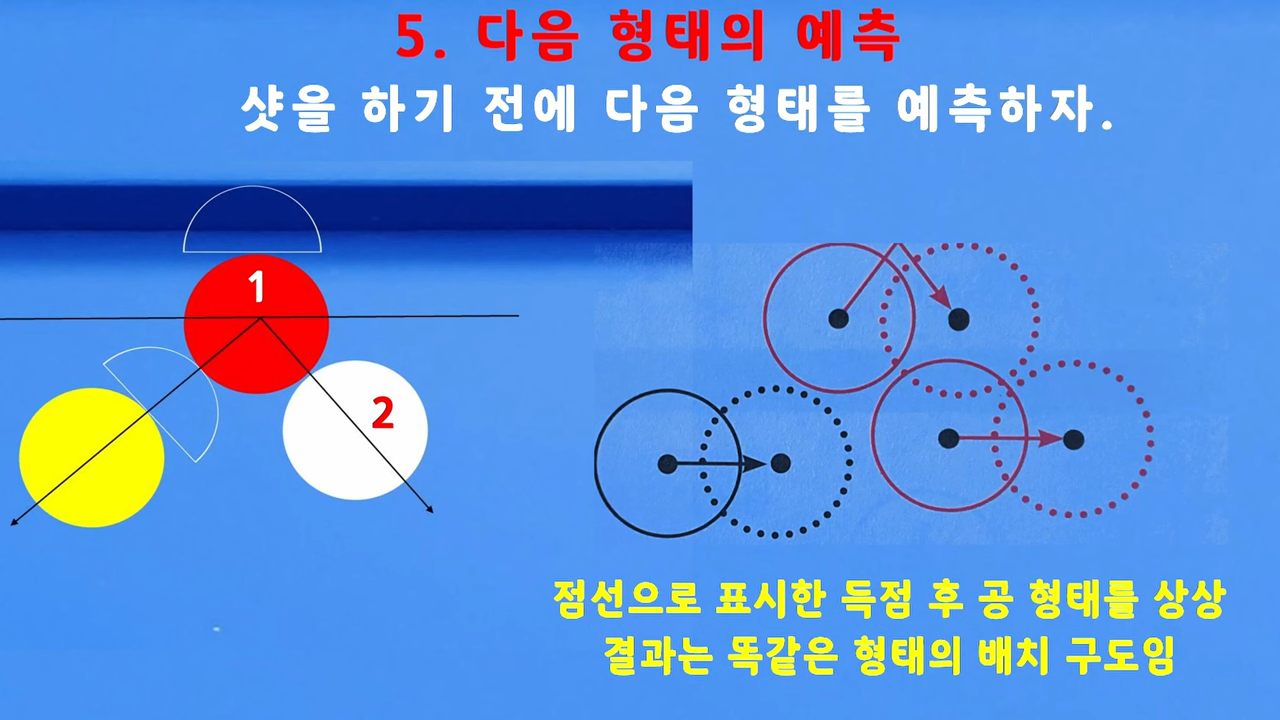 5. 다음 형태의 예측
샷을 하기 전에 다음 형태를 예측하자.
1
2
점선으로 표시한 득점 후 공 형태를 상상
결과는 똑같은 형태의 배치 구도임